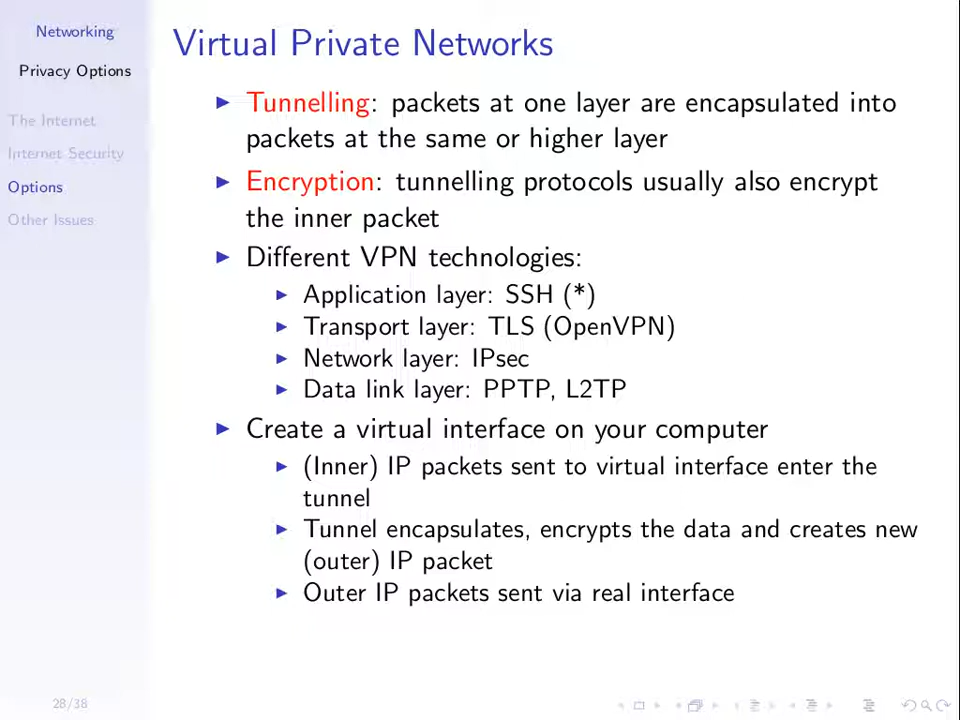 Networking
Privacy Options
The Internet
Internet Security
Options
Other Issues
Virtual Private Networks
Tunnelling: packets at one layer are encapsulated into
packets at the same or higher layer
Encryption: tunnelling protocols usually also encrypt
the inner packet
Different VPN technologies:
Application layer: SSH (*)
Transport layer: TLS (OpenVPN)
Network layer: IPsec
Data link layer: PPTP, L2TP
Create a virtual interface on your computer
(Inner) IP packets sent to virtual interface enter the
tunnel
Tunnel encapsulates, encrypts the data and creates new
(outer) IP packet
Outer IP packets sent via real interface
28/38